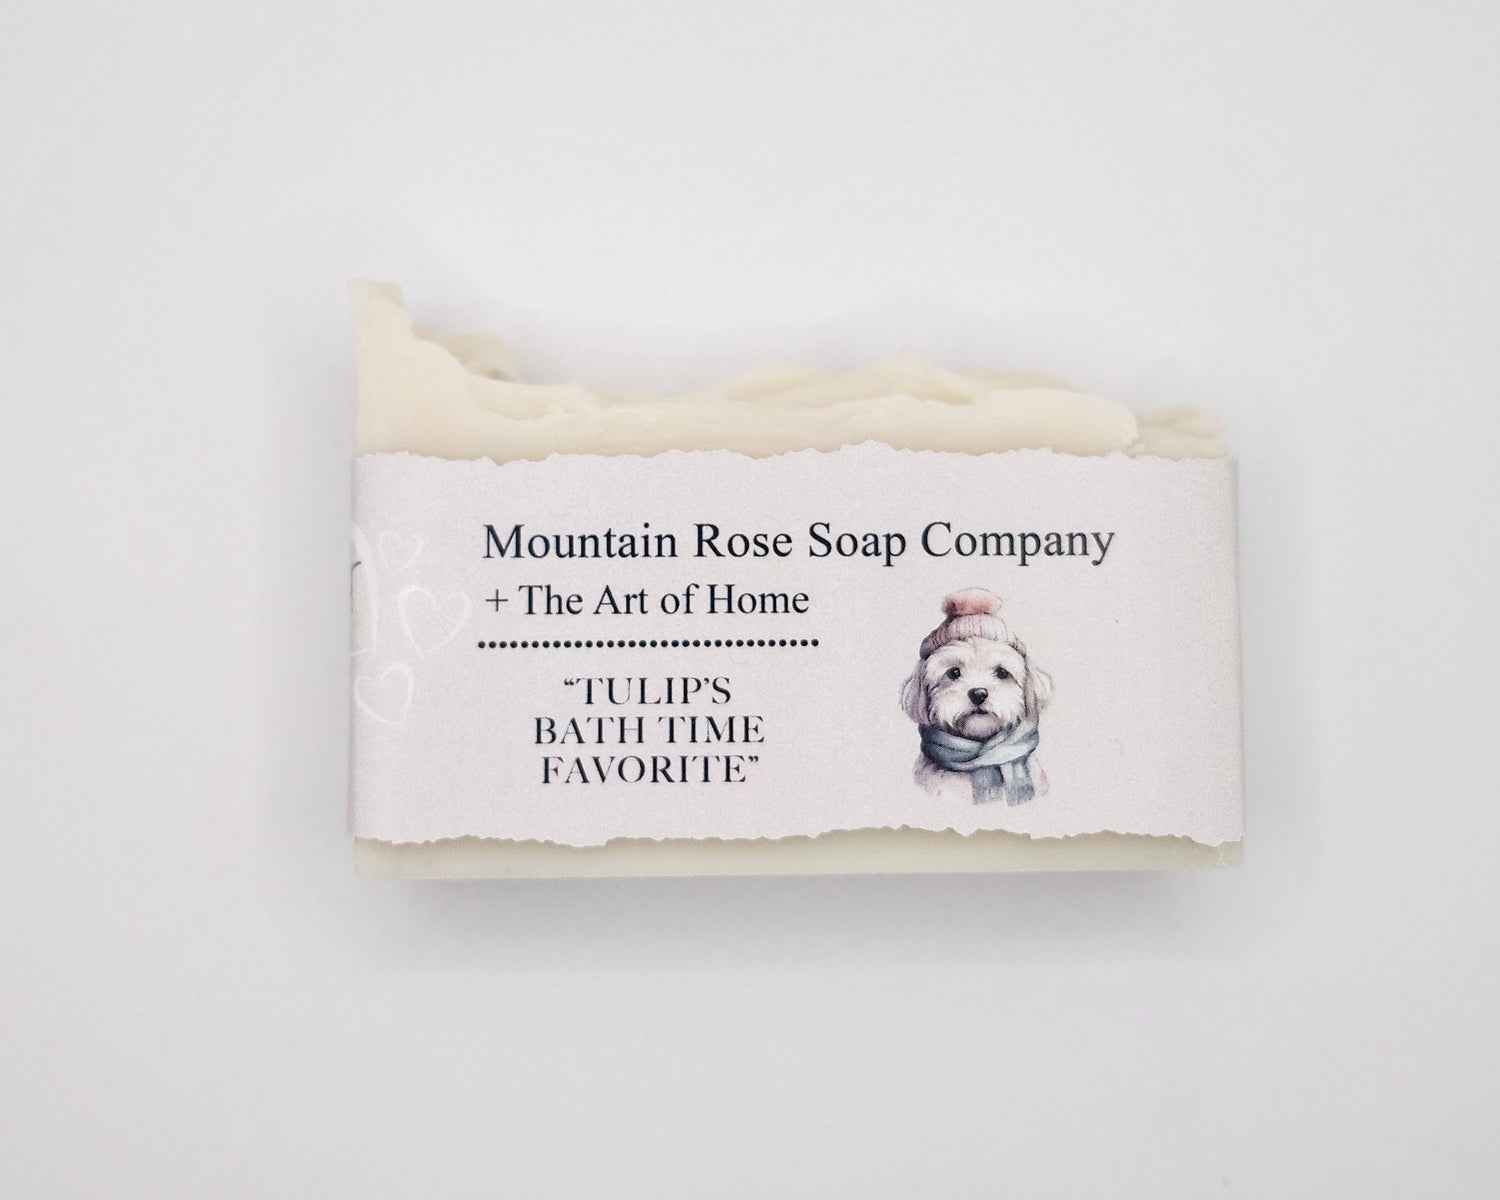 Mountain Rose Soap Company
+ The Art of Home
“TULIP’S
BATH TIME
FAVORITE”